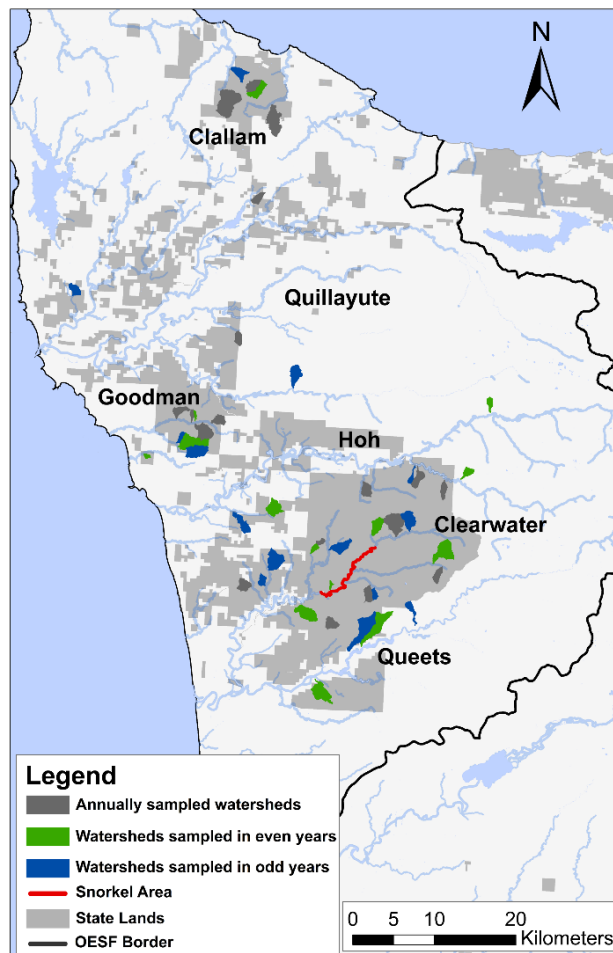 N
Clallam
Quillayute
Goodman
Hoh
Clearwater
Queets
Legend
Annually sampled watersheds
Watersheds sampled in even years
Watersheds sampled in odd years
Snorkel Area
State Lands
OESF Border
0 5 10 20
Kilometers